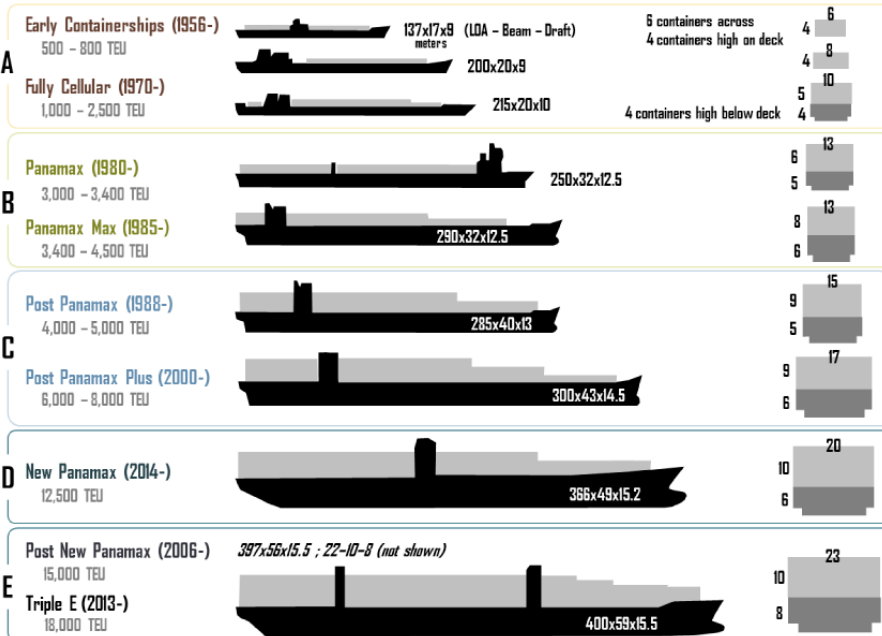 A
Early Containerships (1956-)
500 – 800 TEU
137x17x9 (LOA – Beam – Draft)
meters
6 containers across
4 containers high on deck
6
4
200x20x9
8
4
Fully Cellular (1970-)
1,000 – 2,500 TEU
215x20x10
4 containers high below deck
10
5
4
B
Panamax (1980-)
3,000 – 3,400 TEU
250x32x12.5
13
6
5
Panamax Max (1985-)
3,400 – 4,500 TEU
290x32x12.5
13
8
6
C
Post Panamax (1988-)
4,000 – 5,000 TEU
285x40x13
15
9
5
Post Panamax Plus (2000-)
6,000 – 8,000 TEU
300x43x14.5
17
9
6
D
New Panamax (2014-)
12,500 TEU
366x49x15.2
20
10
6
E
Post New Panamax (2006-)
15,000 TEU
397x56x15.5 ; 22-10-8 (not shown)
Triple E (2013-)
18,000 TEU
400x59x15.5
23
10
8